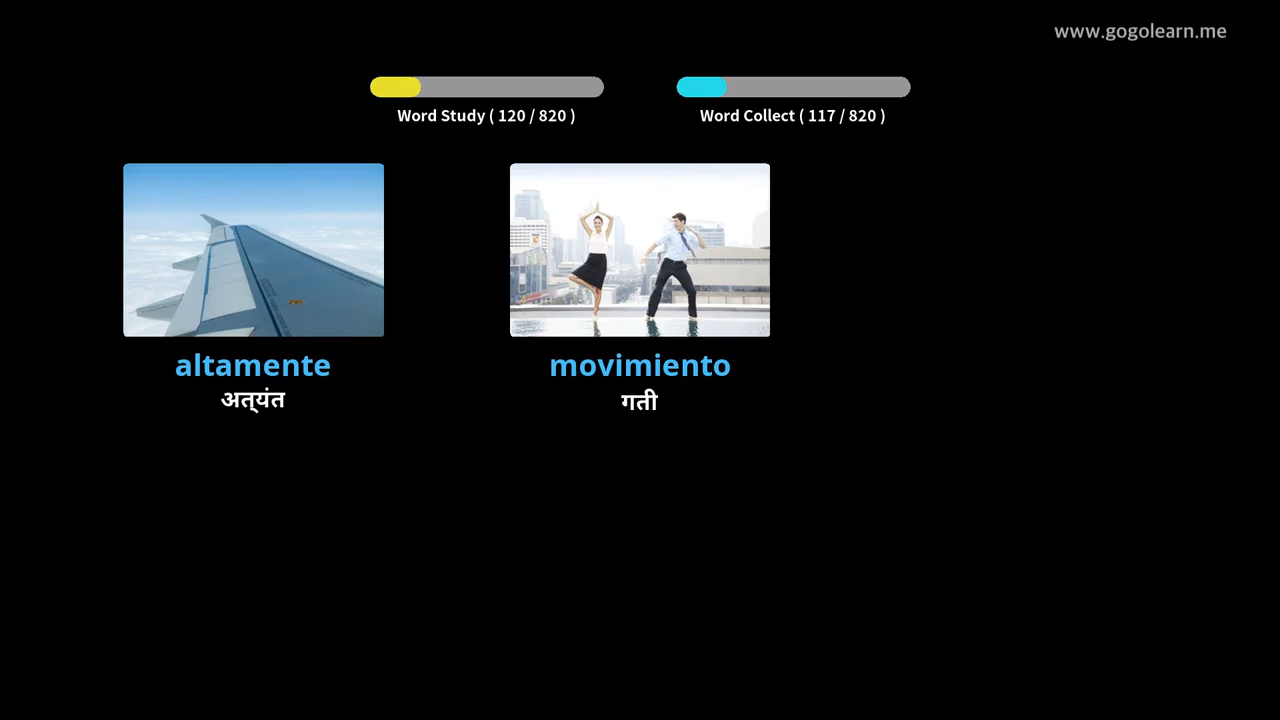 www.gogolearn.me
Word Study ( 120 / 820 )
Word Collect ( 117 / 820 )
altamente
अत्‌यंत
movimiento
गती